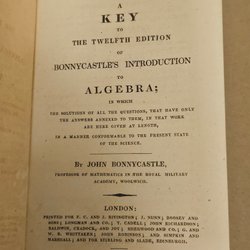 A
KEY
TO
THE TWELFTH EDITION
OF
BONNYCASTLE'S INTRODUCTION
TO
ALGEBRA;
IN WHICH
THE SOLUTIONS OF ALL THE QUESTIONS, THAT HAVE ONLY
THE ANSWERS ANNEXED TO THEM, IN THAT WORK
ARE HERE GIVEN AT LENGTH,
IN A MANNER CONFORMABLE TO THE PRESENT STATE
OF THE SCIENCE.
BY JOHN BONNYCASTLE,
PROFESSOR OF MATHEMATICS IN THE ROYAL MILITARY
ACADEMY, WOOLWICH.
LONDON:
PRINTED FOR F. C. AND J. RIVINGTON; J. NUNN; BOOSEY AND
SONS; LONGMAN AND CO.; T. CADELL; JOHN RICHARDSON;
BALDWIN, CRADOCK, AND JOY; SHERWOOD AND CO.; G. AND
W. B. WHITTAKER; JOHN ROBINSON; AND SIMPKIN AND
MARSHALL; AND FOR STIRLING AND SLADE, EDINBURGH.